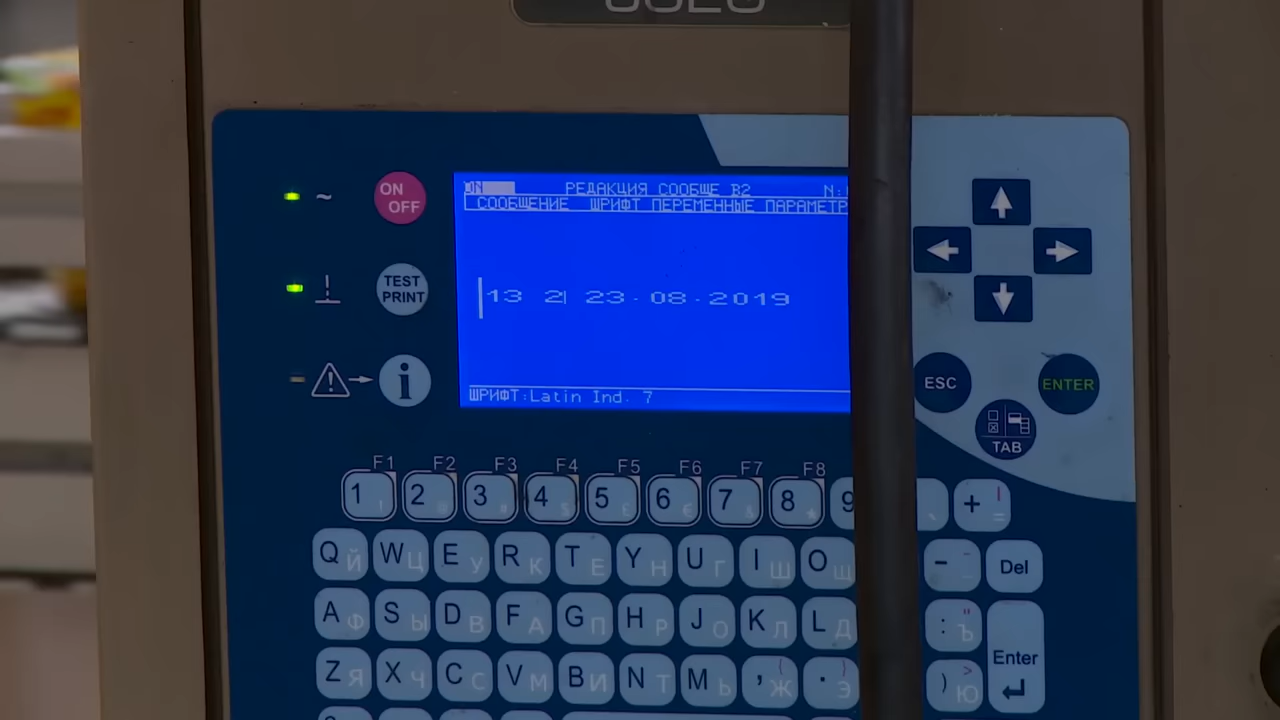 ON
OFF
TEST
PRINT
i
ON РЕДАКЦИЯ СООБЩЕ В2 N:
СООБЩЕНИЕ ШРИФТ ПЕРЕМЕННЫЕ ПАРАМЕТР
13 2 23.08.2019
ШРИФТ:Latin Ind. 7
ESC
ENTER
TAB
F1 F2 F3 F4 F5 F6 F7 F8
1 2 3 4 5 6 7 8 9 + =
Q Й W Ц E У R К T Е Y Н U Г I Ш O Щ - Del
A Ф S Ы D В F А G П H Р J О K Л L Д : " Ъ
Enter
Z Я X Ч C С V М B И N Т M Ь , ( Ж . ) Э ) > Ю